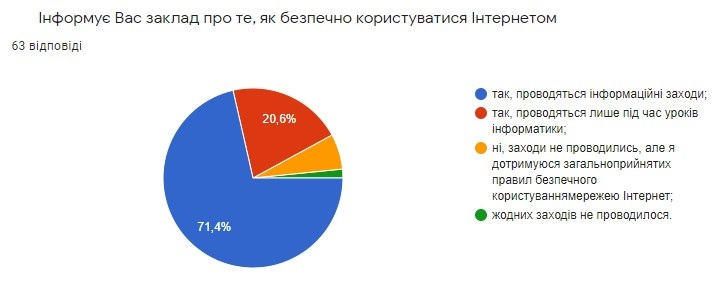 Інформує Вас заклад про те, як безпечно користуватися Інтернетом
63 відповіді
20,6%
71,4%
так, проводяться інформаційні заходи;
так, проводяться лише під час уроків
інформатики;
ні, заходи не проводились, але я
дотримуюся загальноприйнятих
правил безпечного
користуваннямережею Інтернет;
жодних заходів не проводилося.